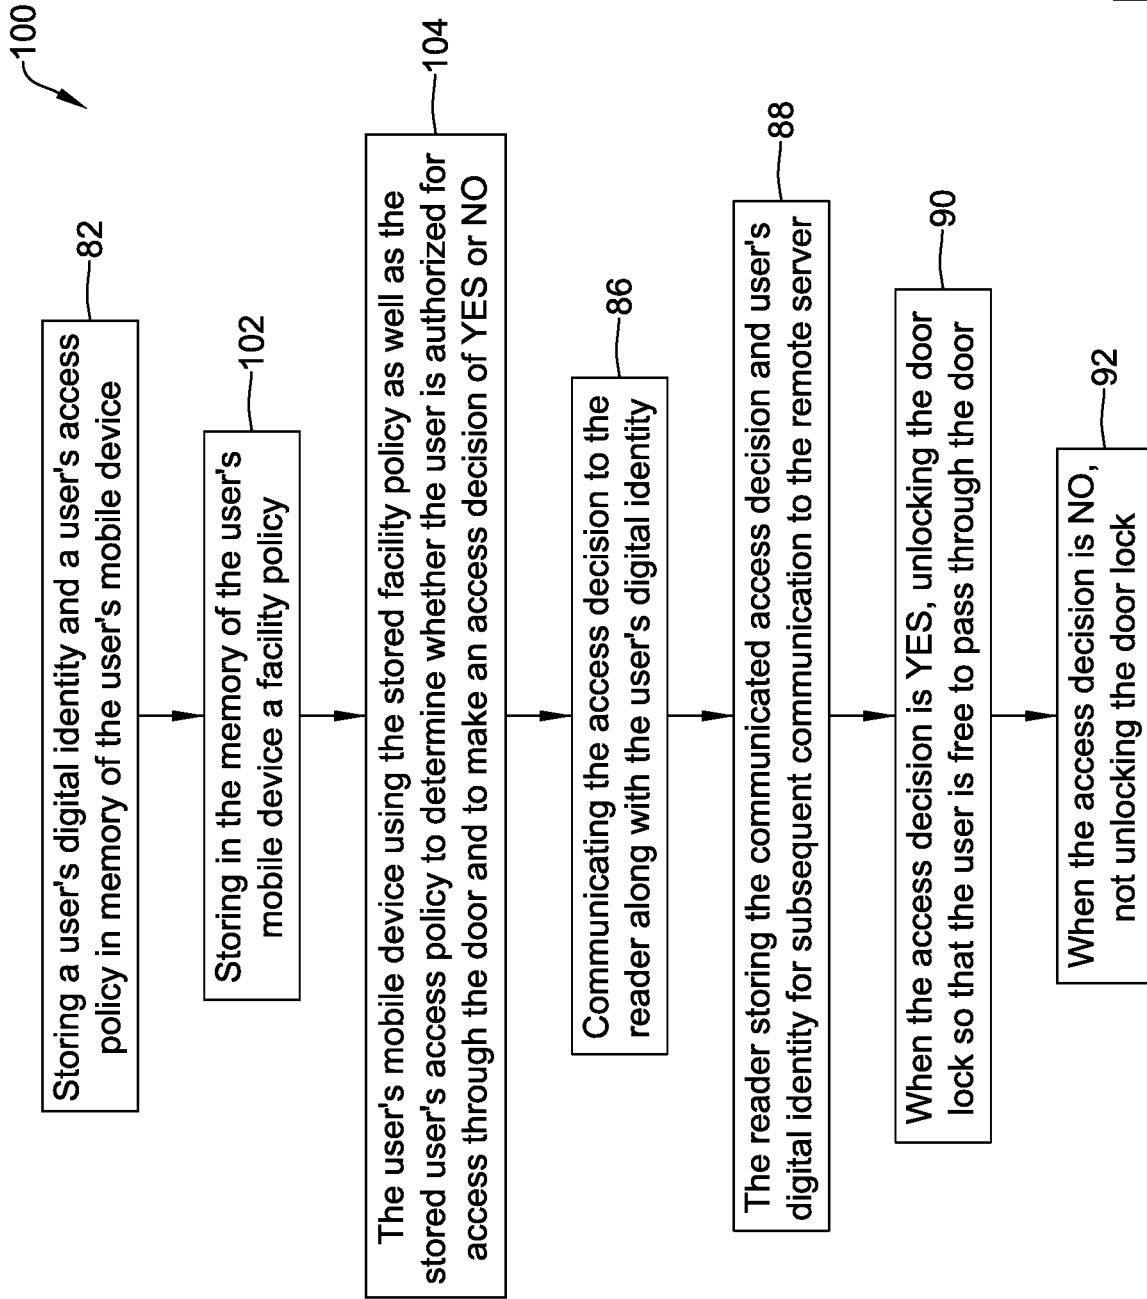 100
Storing a user's digital identity and a user's access
policy in memory of the user's mobile device
82
Storing in the memory of the user's
mobile device a facility policy
102
The user's mobile device using the stored facility policy as well as the
stored user's access policy to determine whether the user is authorized for
access through the door and to make an access decision of YES or NO
104
Communicating the access decision to the
reader along with the user's digital identity
86
The reader storing the communicated access decision and user's
digital identity for subsequent communication to the remote server
88
When the access decision is YES, unlocking the door
lock so that the user is free to pass through the door
90
When the access decision is NO,
not unlocking the door lock
92